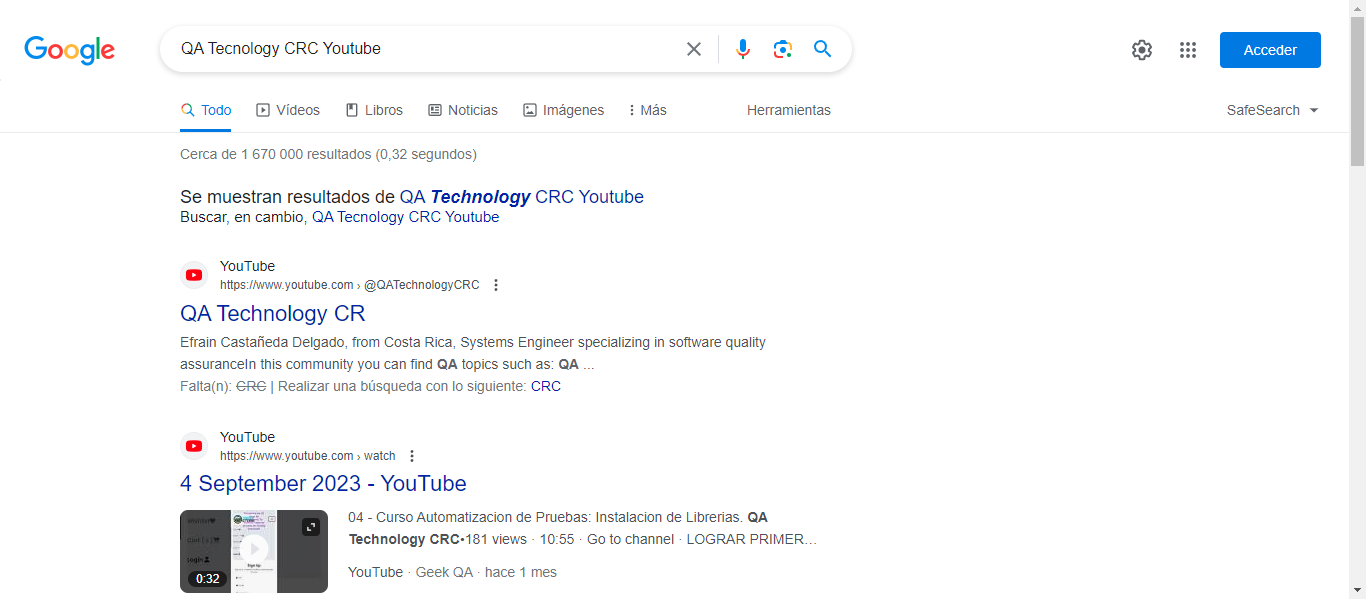 Google
QA Tecnology CRC Youtube
Acceder
Todo
Vídeos
Libros
Noticias
Imágenes
Más
Herramientas
SafeSearch
Cerca de 1 670 000 resultados (0,32 segundos)
Se muestran resultados de QA Technology CRC Youtube
Buscar, en cambio, QA Tecnology CRC Youtube
YouTube
https://www.youtube.com › @QATechnologyCRC
QA Technology CR
Efrain Castañeda Delgado, from Costa Rica, Systems Engineer specializing in software quality
assuranceIn this community you can find QA topics such as: QA ...
Falta(n): CRC | Realizar una búsqueda con lo siguiente: CRC
YouTube
https://www.youtube.com › watch
4 September 2023 - YouTube
0:32
04 - Curso Automatizacion de Pruebas: Instalacion de Librerias. QA
Technology CRC•181 views · 10:55 · Go to channel · LOGRAR PRIMER…
YouTube · Geek QA · hace 1 mes